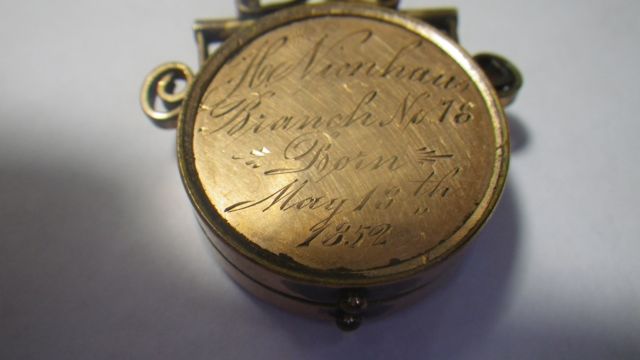 H. Nienhaus
Branch No. 18
Born
May 13th
1852